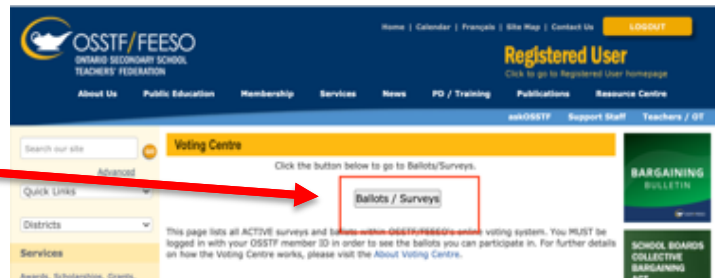 Home | Calendar | Français | Site Map | Contact Us LOGOUT
OSSTF/FEESO
ONTARIO SECONDARY SCHOOL
TEACHERS' FEDERATION
Registered User
Click to go to Registered User homepage
About Us Public Education Membership Services News PD / Training Publications Resource Centre
askOSSTF Support Staff Teachers / OT
Search our site
Advanced
Quick Links
Districts
Services
Awards, Scholarships, Grants,
Voting Centre
Click the button below to go to Ballots/Surveys.
Ballots / Surveys
This page lists all ACTIVE surveys and ballots within OSSTF/FEESO's online voting system. You MUST be
logged in with your OSSTF member ID in order to see the ballots you can participate in. For further details
on how the Voting Centre works, please visit the About Voting Centre.
BARGAINING
BULLETIN
SCHOOL BOARDS
COLLECTIVE
BARGAINING
ACT